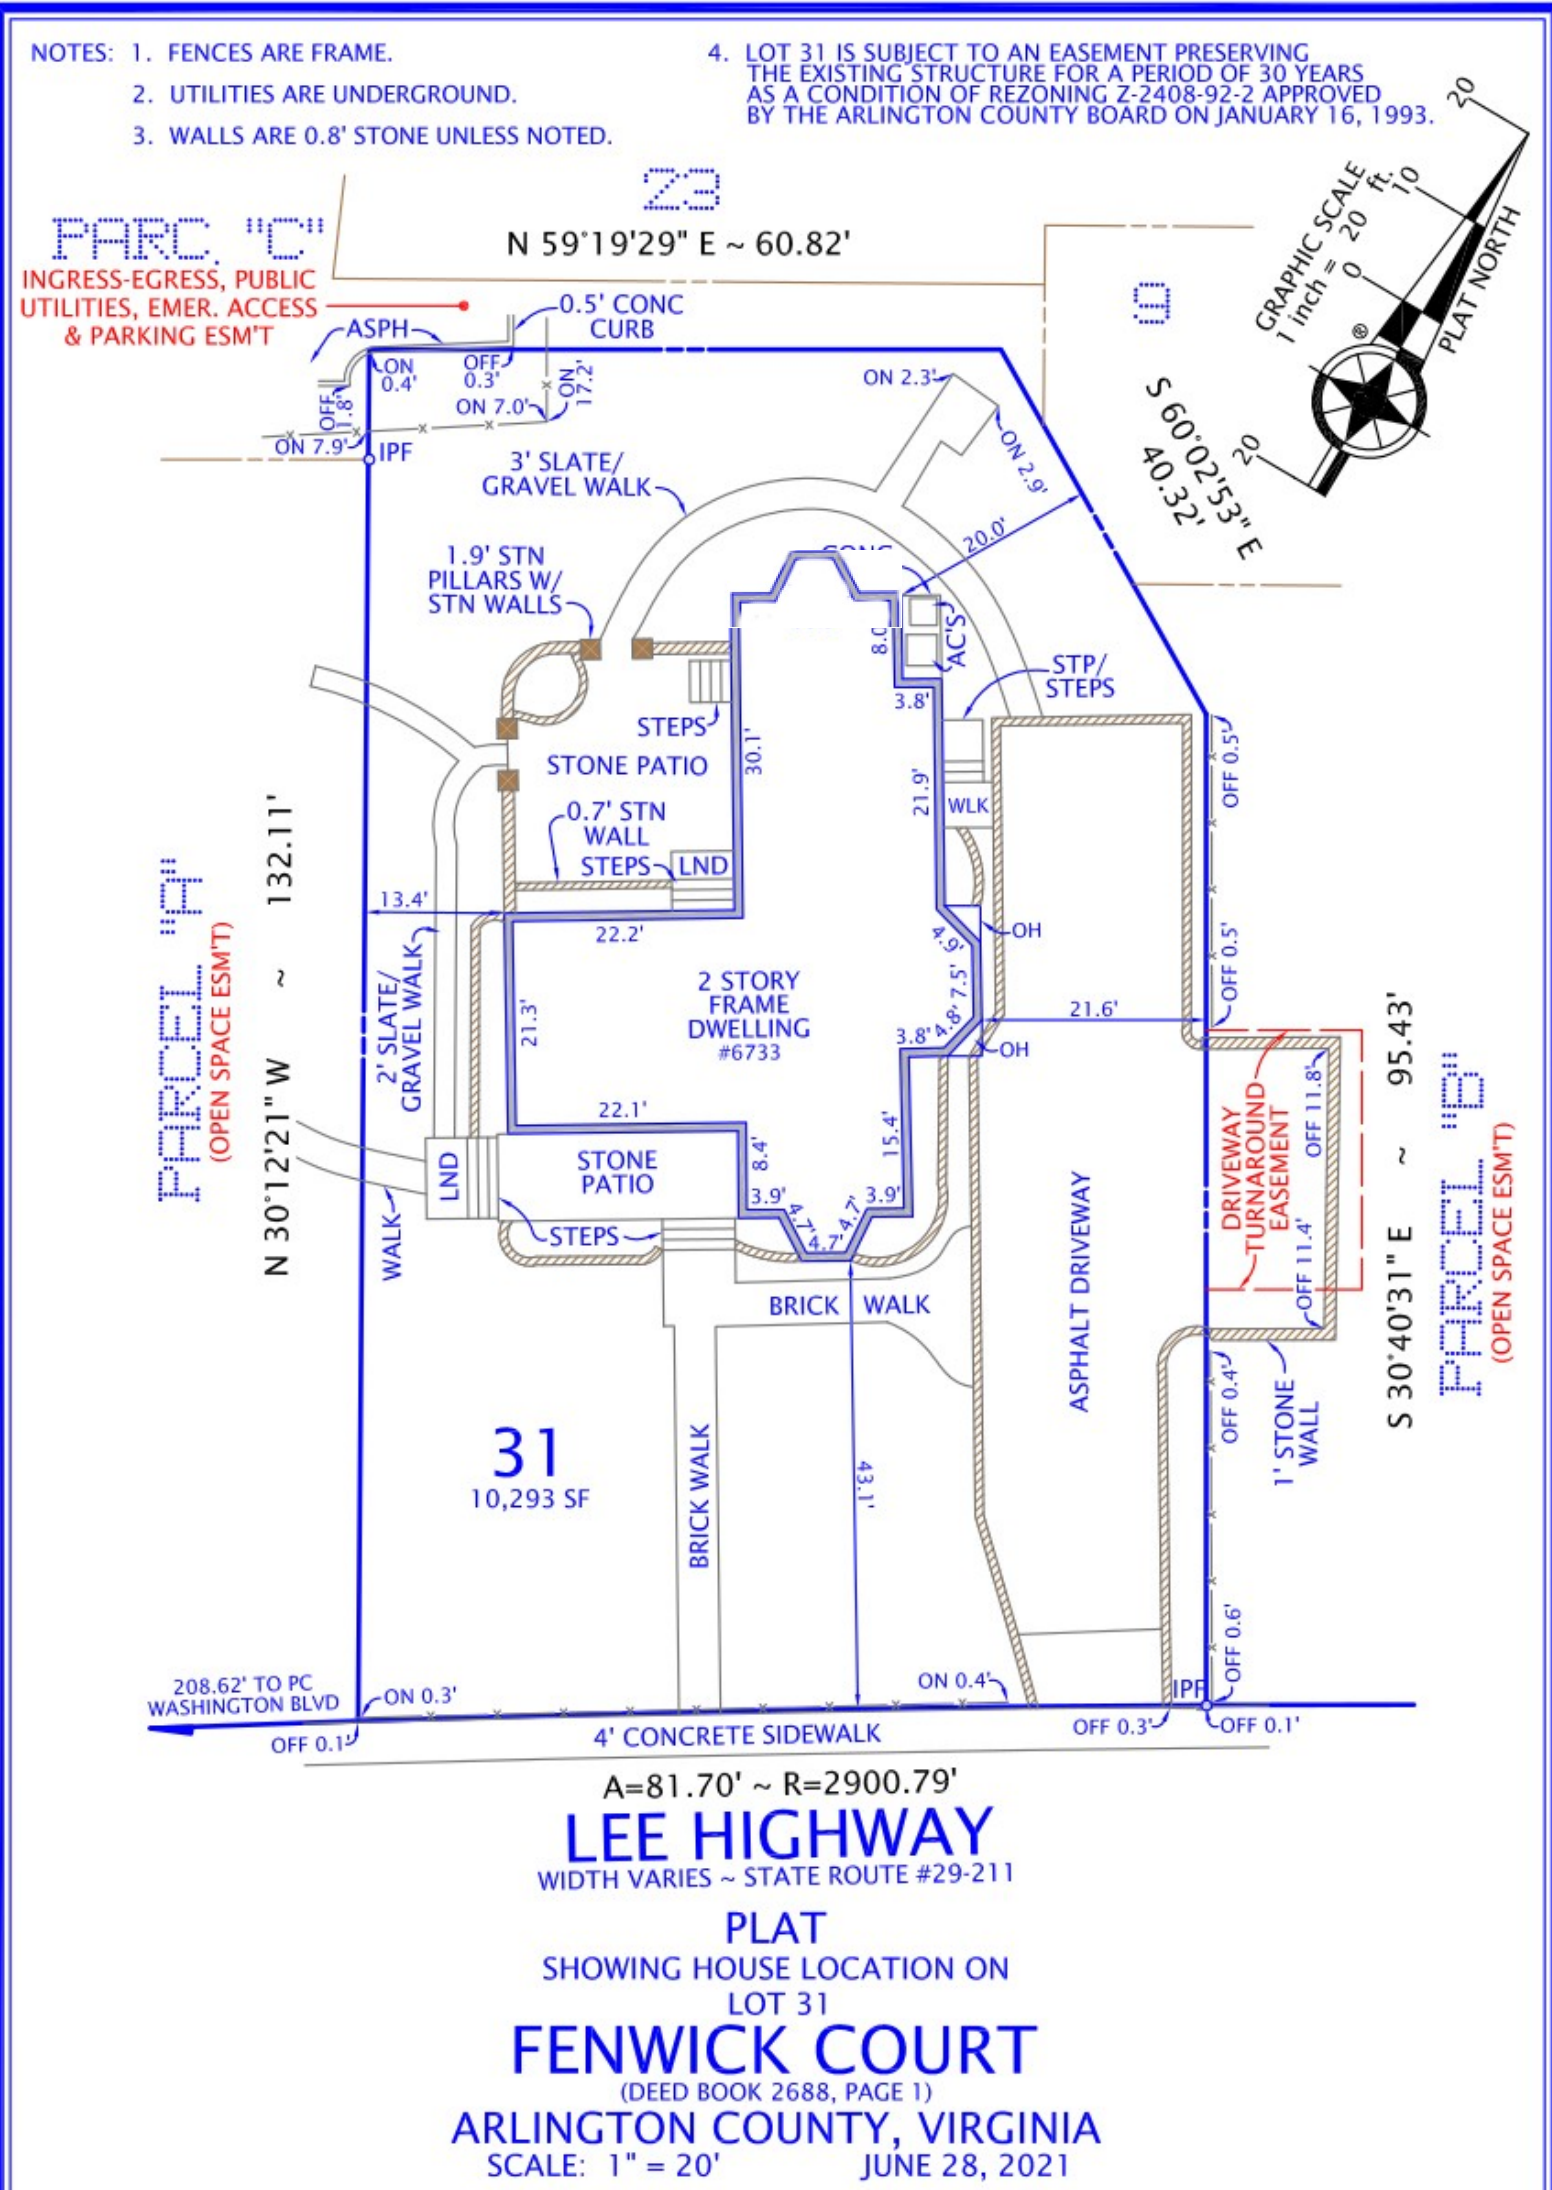 NOTES: 1. FENCES ARE FRAME.
2. UTILITIES ARE UNDERGROUND.
3. WALLS ARE 0.8' STONE UNLESS NOTED.
4. LOT 31 IS SUBJECT TO AN EASEMENT PRESERVING
THE EXISTING STRUCTURE FOR A PERIOD OF 30 YEARS
AS A CONDITION OF REZONING Z-2408-92-2 APPROVED
BY THE ARLINGTON COUNTY BOARD ON JANUARY 16, 1993.
20
10
0
20
GRAPHIC SCALE
1 inch = 20 ft.
PLAT NORTH
®
23
N 59°19'29" E ~ 60.82'
PARC. "C"
INGRESS-EGRESS, PUBLIC
UTILITIES, EMER. ACCESS
& PARKING ESM'T
9
ASPH
0.5' CONC
CURB
ON
0.4'
OFF
0.3'
ON
17.2'
OFF
1.8'
ON 7.0'
ON 7.9'
IPF
ON 2.3'
ON 2.9'
S 60°02'53" E
40.32'
3' SLATE/
GRAVEL WALK
20.0'
1.9' STN
PILLARS W/
STN WALLS
8.0
AC'S
STP/
STEPS
3.8'
STEPS
30.1'
STONE PATIO
21.9'
WLK
OFF 0.5'
0.7' STN
WALL
STEPS
LND
132.11'
~
N 30°12'21" W
PARCEL "A"
(OPEN SPACE ESM'T)
13.4'
22.2'
4.9'
OH
OFF 0.5'
2' SLATE/
GRAVEL WALK
21.3'
2 STORY
FRAME
DWELLING
#6733
7.5'
21.6'
4.8'
3.8'
OH
S 30°40'31" E ~ 95.43'
PARCEL "B"
(OPEN SPACE ESM'T)
OFF 11.8'
DRIVEWAY
TURNAROUND
EASEMENT
OFF 11.4'
22.1'
8.4'
15.4'
LND
STONE
PATIO
3.9'
4.7'
4.7'
4.7'
3.9'
WALK
STEPS
BRICK WALK
ASPHALT DRIVEWAY
OFF 0.4'
1' STONE
WALL
31
10,293 SF
BRICK WALK
43.1'
OFF 0.6'
208.62' TO PC
WASHINGTON BLVD
ON 0.3'
ON 0.4'
IPF
OFF 0.1'
4' CONCRETE SIDEWALK
OFF 0.3'
OFF 0.1'
A=81.70' ~ R=2900.79'
LEE HIGHWAY
WIDTH VARIES ~ STATE ROUTE #29-211
PLAT
SHOWING HOUSE LOCATION ON
LOT 31
FENWICK COURT
(DEED BOOK 2688, PAGE 1)
ARLINGTON COUNTY, VIRGINIA
SCALE: 1" = 20' JUNE 28, 2021